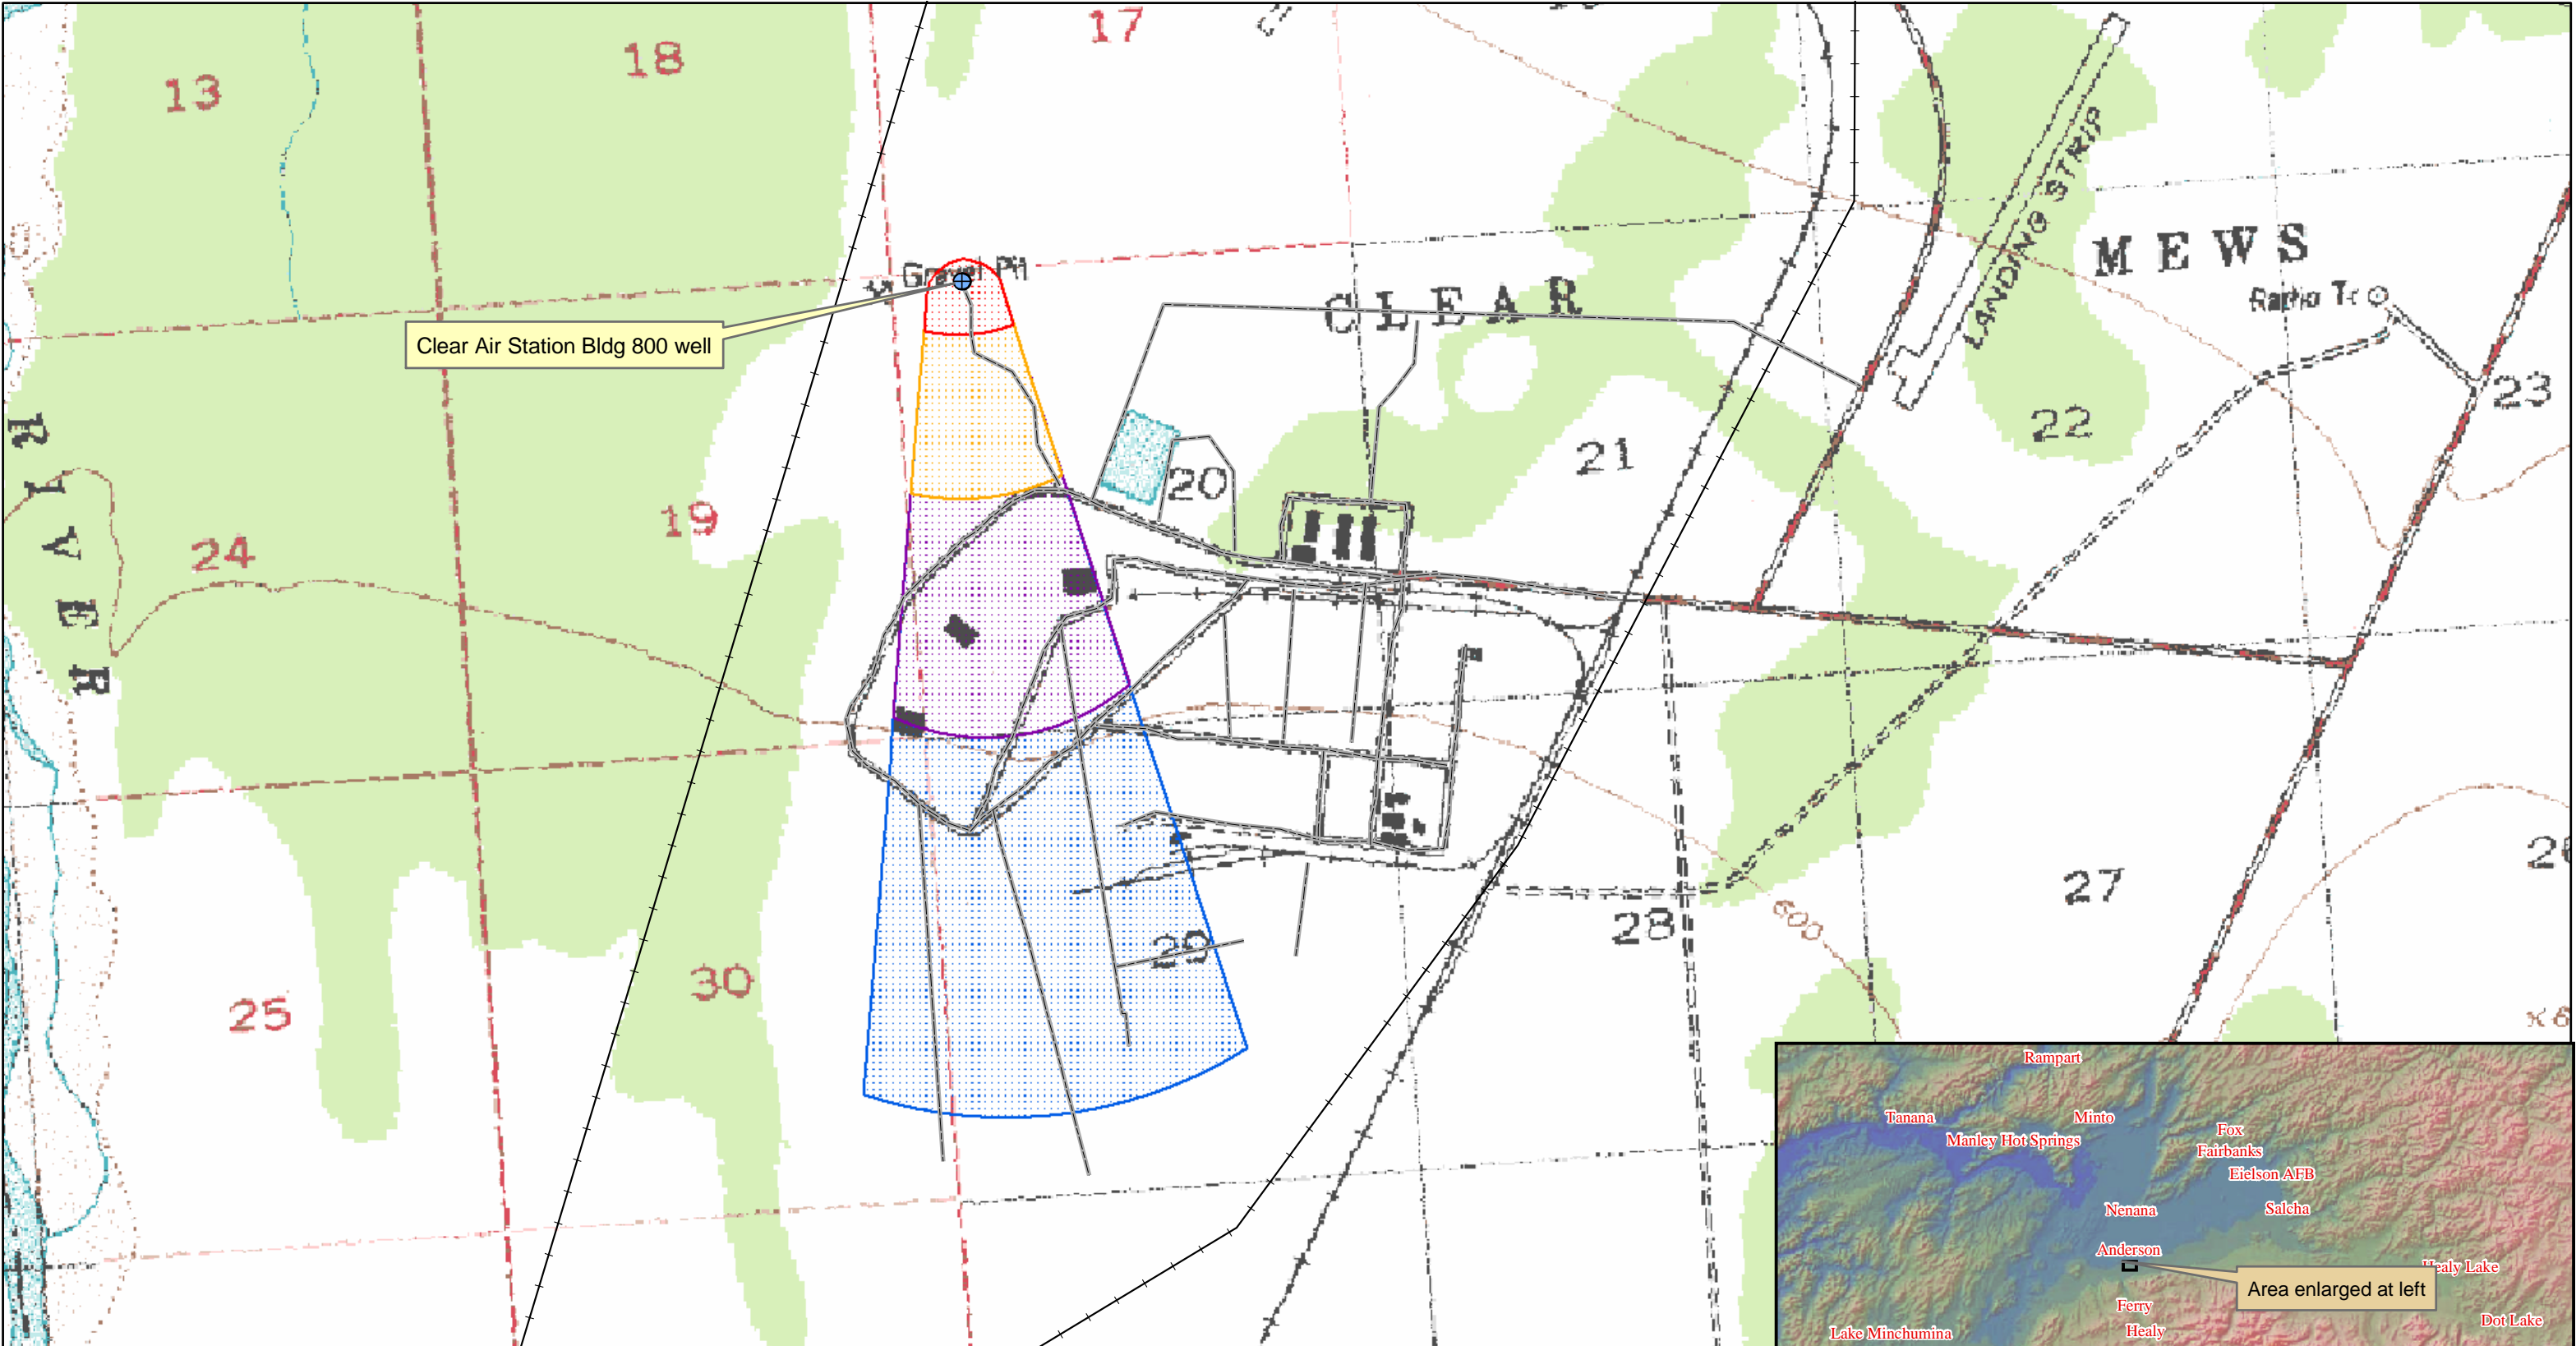 17
18
13
Gravel Pit
MEWS
LANDING STRIP
CLEAR
Radio Tr
Clear Air Station Bldg 800 well
23
22
21
20
19
24
RIVER
27
28
600
29
30
25
Rampart
Tanana
Minto
Manley Hot Springs
Fox
Fairbanks
Eielson AFB
Nenana
Salcha
Anderson
Healy Lake
Area enlarged at left
Ferry
Healy
Lake Minchumina
Dot Lake